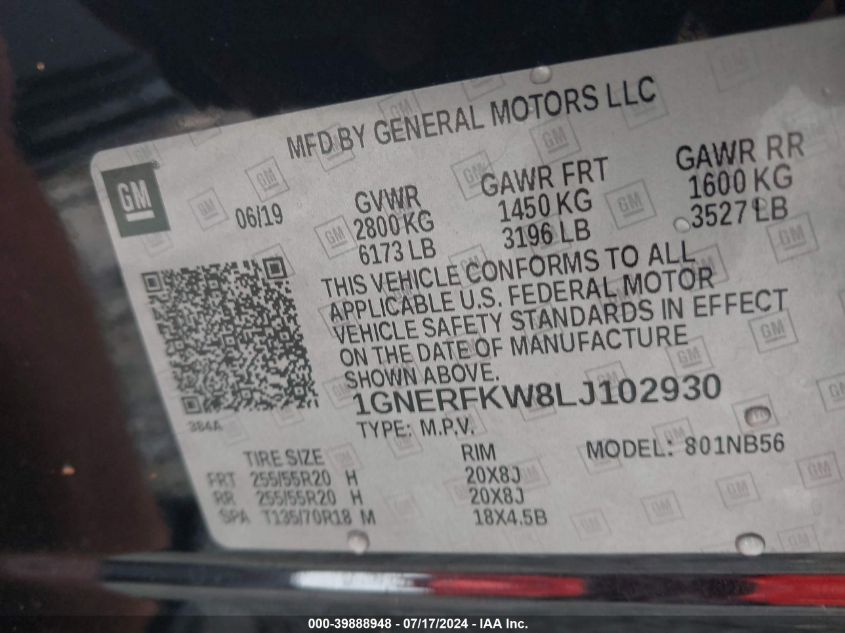 MFD BY GENERAL MOTORS LLC
GM
06/19
GVWR GAWR FRT GAWR RR
2800 KG 1450 KG 1600 KG
6173 LB 3196 LB 3527 LB
THIS VEHICLE CONFORMS TO ALL
APPLICABLE U.S. FEDERAL MOTOR
VEHICLE SAFETY STANDARDS IN EFFECT
ON THE DATE OF MANUFACTURE
SHOWN ABOVE.
1GNERFKW8LJ102930
384A
TYPE: M.P.V.
MODEL: 801NB56
TIRE SIZE RIM
FRT 255/55R20 H 20X8J
RR 255/55R20 H 20X8J
SPA T135/70R18 M 18X4.5B
000-39888948 - 07/17/2024 - IAA Inc.